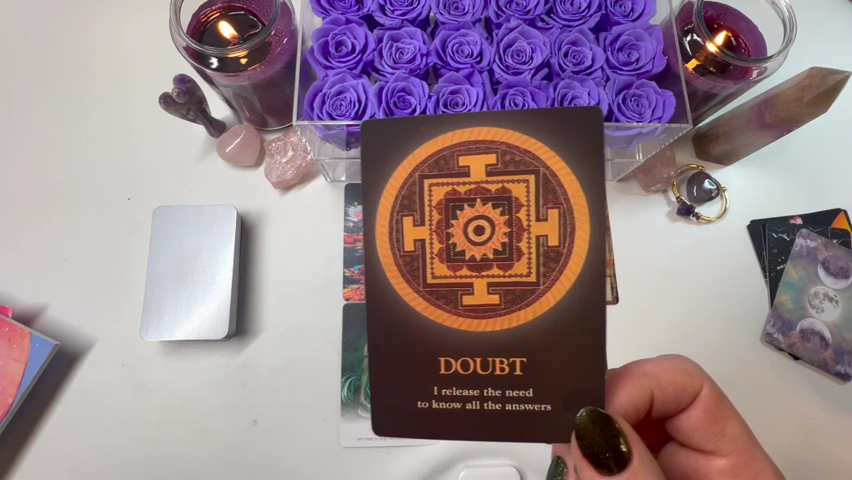 DOUBT
I release the need
to know all the answers